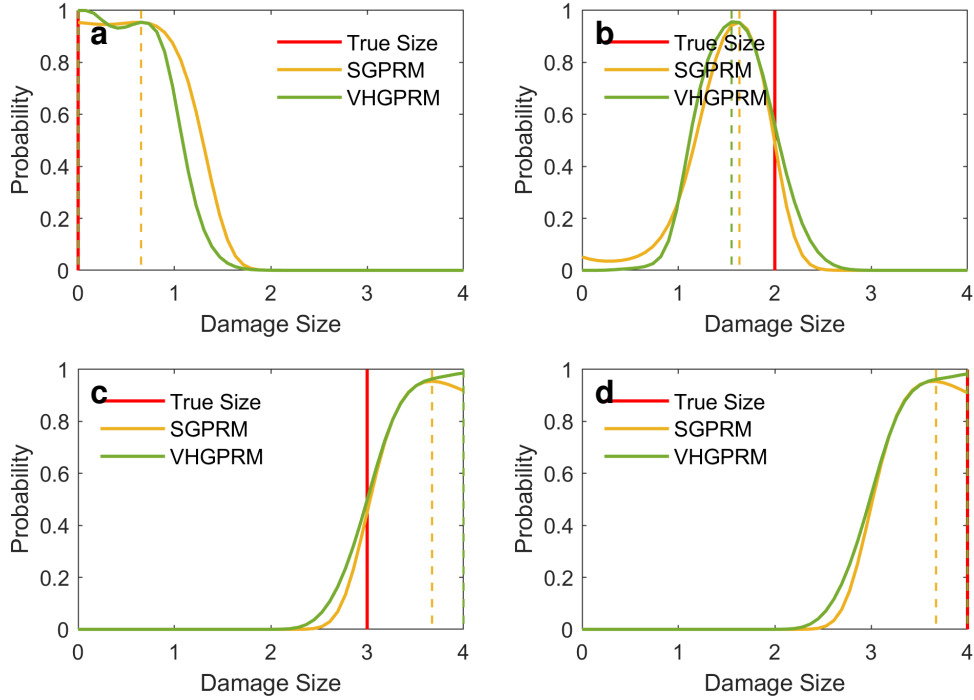 a
True Size
SGPRM
VHGPRM
Probability
1
0.8
0.6
0.4
0.2
0
0 1 2 3 4
Damage Size
b
True Size
SGPRM
VHGPRM
Probability
1
0.8
0.6
0.4
0.2
0
0 1 2 3 4
Damage Size
c
True Size
SGPRM
VHGPRM
Probability
1
0.8
0.6
0.4
0.2
0
0 1 2 3 4
Damage Size
d
True Size
SGPRM
VHGPRM
Probability
1
0.8
0.6
0.4
0.2
0
0 1 2 3 4
Damage Size